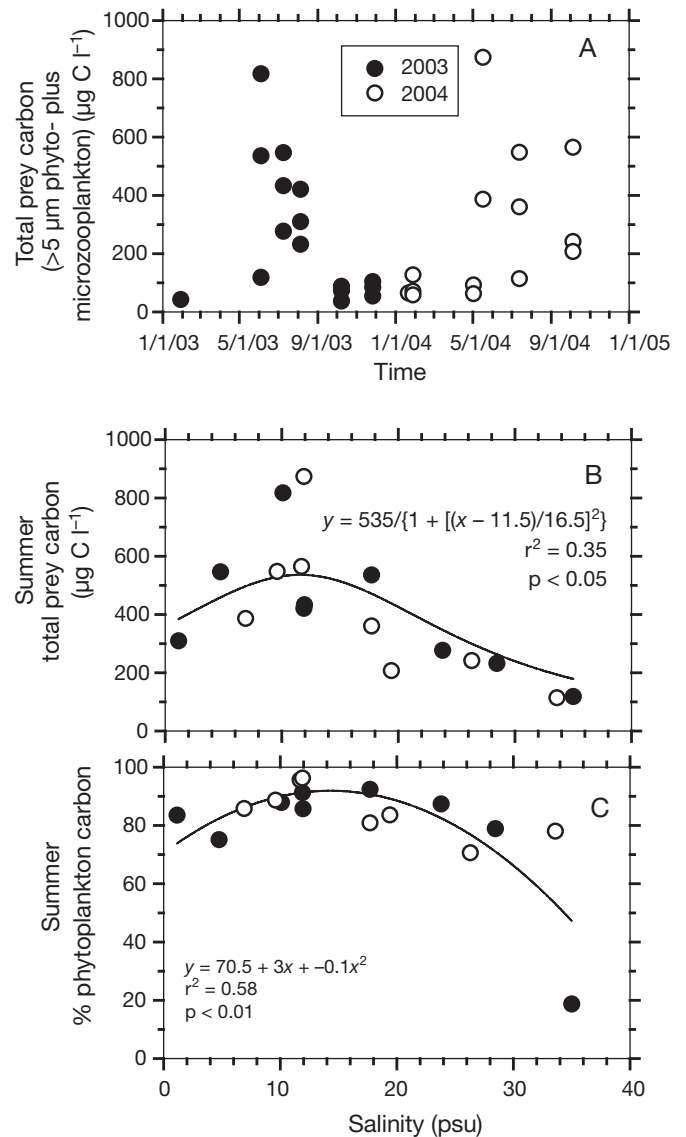 1000
A
800
600
400
200
0
2003
2004
Total prey carbon
(>5 µm phyto- plus
microzooplankton) (µg C l⁻¹)
1/1/03 5/1/03 9/1/03 1/1/04 5/1/04 9/1/04 1/1/05
Time
1000
B
800
600
400
200
0
y = 535/{1 + [(x – 11.5)/16.5]²}
r² = 0.35
p < 0.05
Summer
total prey carbon
(µg C l⁻¹)
100
C
80
60
40
20
0
y = 70.5 + 3x + –0.1x²
r² = 0.58
p < 0.01
Summer
% phytoplankton carbon
0 10 20 30 40
Salinity (psu)